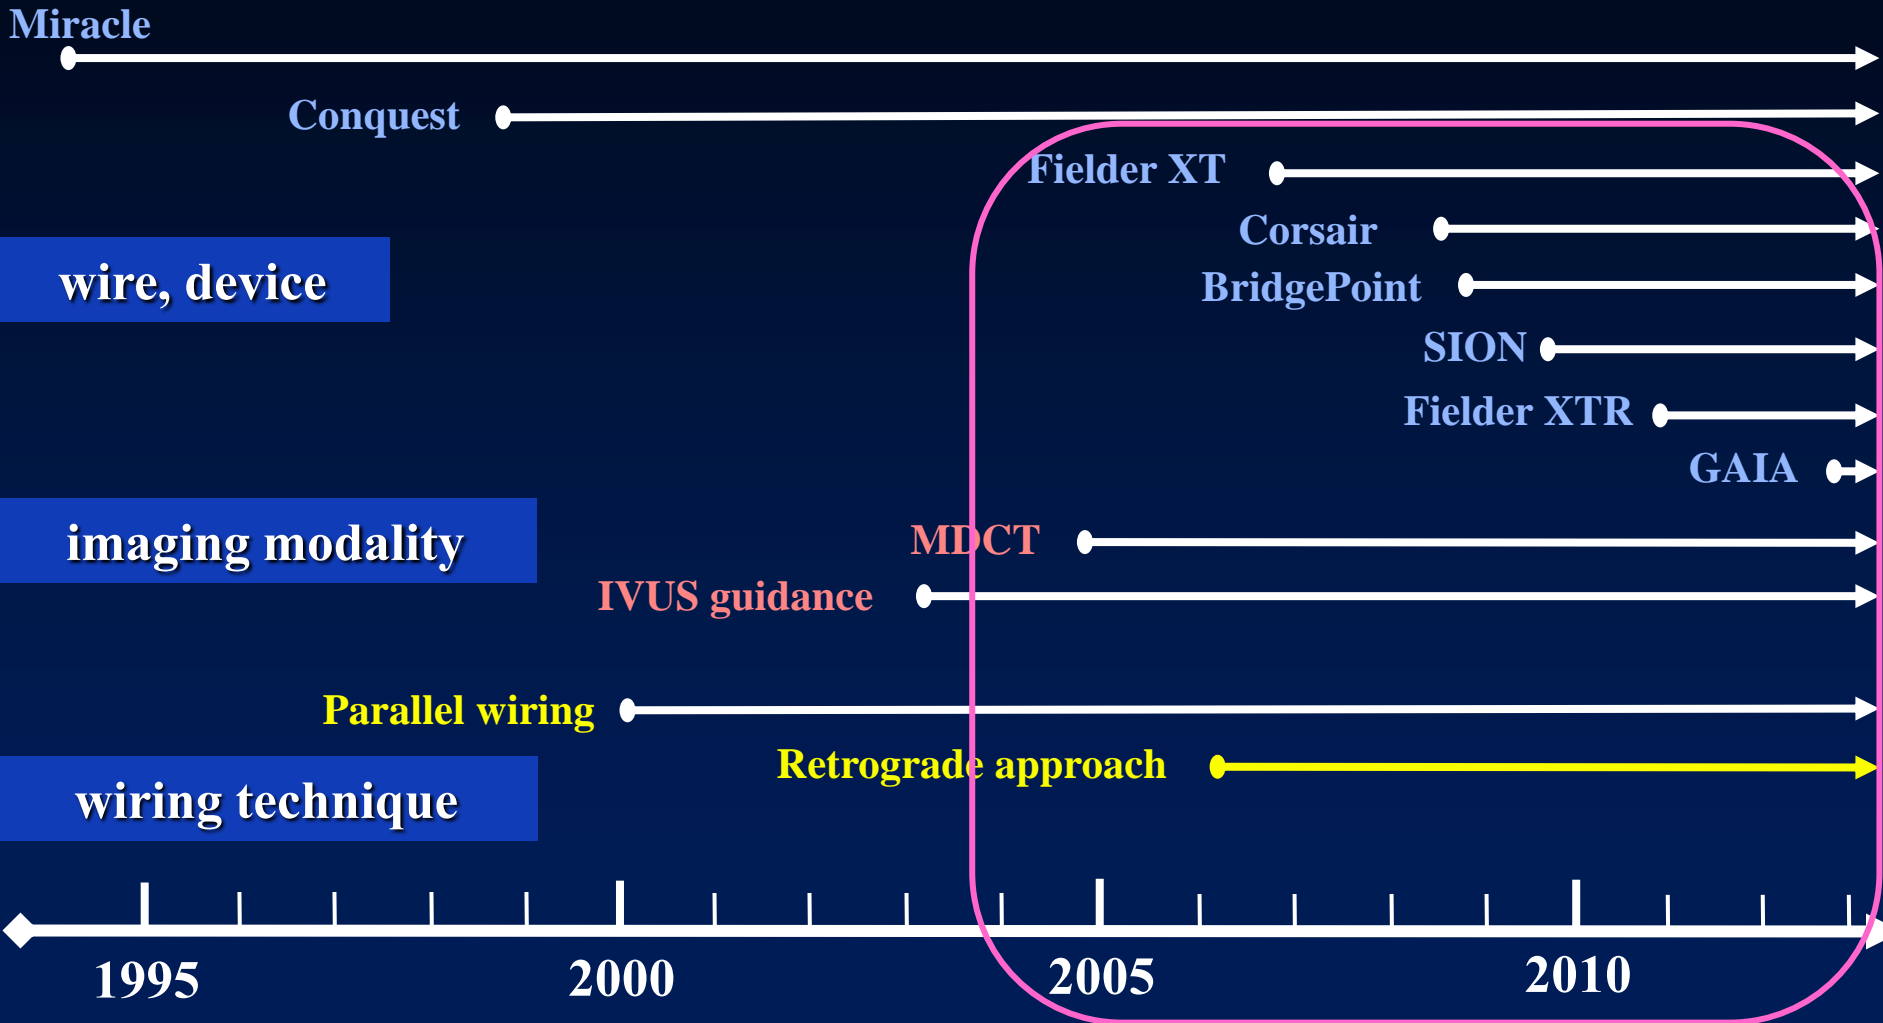 Miracle
Conquest
Fielder XT
Corsair
wire, device
BridgePoint
SION
Fielder XTR
GAIA
imaging modality
MDCT
IVUS guidance
Parallel wiring
Retrograde approach
wiring technique
1995 2000 2005 2010